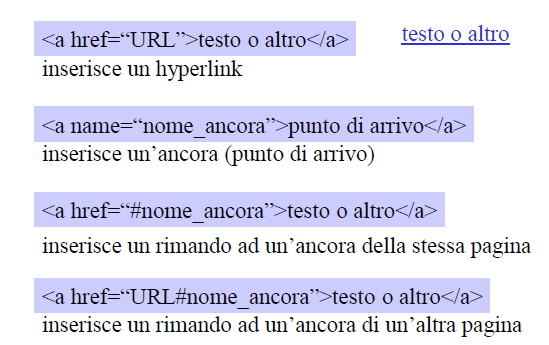 <a href=“URL”>testo o altro</a>
testo o altro
inserisce un hyperlink
<a name=“nome_ancora”>punto di arrivo</a>
inserisce un’ancora (punto di arrivo)
<a href=“#nome_ancora”>testo o altro</a>
inserisce un rimando ad un’ancora della stessa pagina
<a href=“URL#nome_ancora”>testo o altro</a>
inserisce un rimando ad un’ancora di un’altra pagina